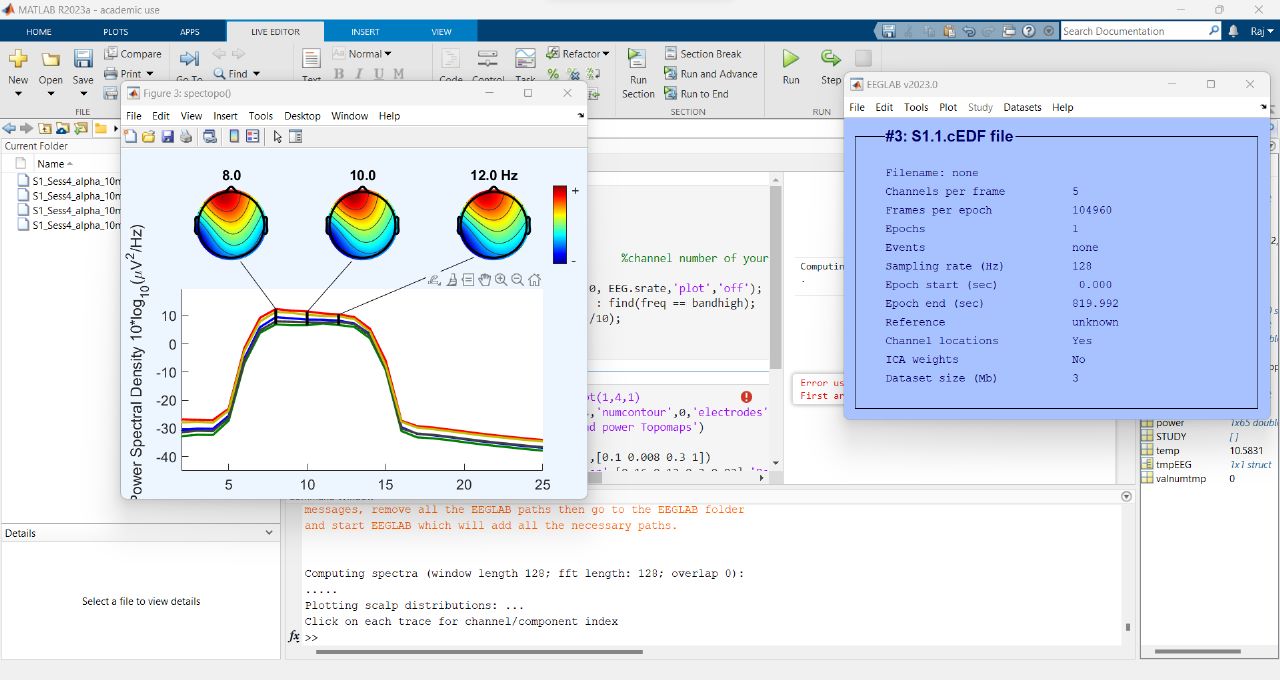 MATLAB R2023a - academic use
HOME PLOTS APPS LIVE EDITOR INSERT VIEW
Search Documentation
Raj
New Open Save
Compare
Print
Go To
Find
Text
Normal
B I U M
Code Control Task
Refactor
Run Section
Section Break
Run and Advance
Run to End
Run Step
FILE
SECTION
RUN
Current Folder
Name
S1_Sess4_alpha_10m
S1_Sess4_alpha_10m
S1_Sess4_alpha_10m
S1_Sess4_alpha_10m
Details
Select a file to view details
Figure 3: spectopo()
File Edit View Insert Tools Desktop Window Help
8.0 10.0 12.0 Hz
+
-
Power Spectral Density 10*log10(μV2/Hz)
10
0
-10
-20
-30
-40
5 10 15 20 25
%channel number of your
0, EEG.srate,'plot','off');
: find(freq == bandhigh);
/10);
ot(1,4,1)
,'numcontour',0,'electrodes'
nd power Topomaps')
,[0.1 0.008 0.3 1])
Computin
.
Error us
First ar
EEGLAB v2023.0
File Edit Tools Plot Study Datasets Help
#3: S1.1.cEDF file
Filename: none
Channels per frame 5
Frames per epoch 104960
Epochs 1
Events none
Sampling rate (Hz) 128
Epoch start (sec) 0.000
Epoch end (sec) 819.992
Reference unknown
Channel locations Yes
ICA weights No
Dataset size (Mb) 3
power 1x65 double
STUDY []
temp 10.5831
tmpEEG 1x1 struct
valnumtmp 0
messages, remove all the EEGLAB paths then go to the EEGLAB folder
and start EEGLAB which will add all the necessary paths.
Computing spectra (window length 128; fft length: 128; overlap 0):
.....
Plotting scalp distributions: ...
Click on each trace for channel/component index
fx >>